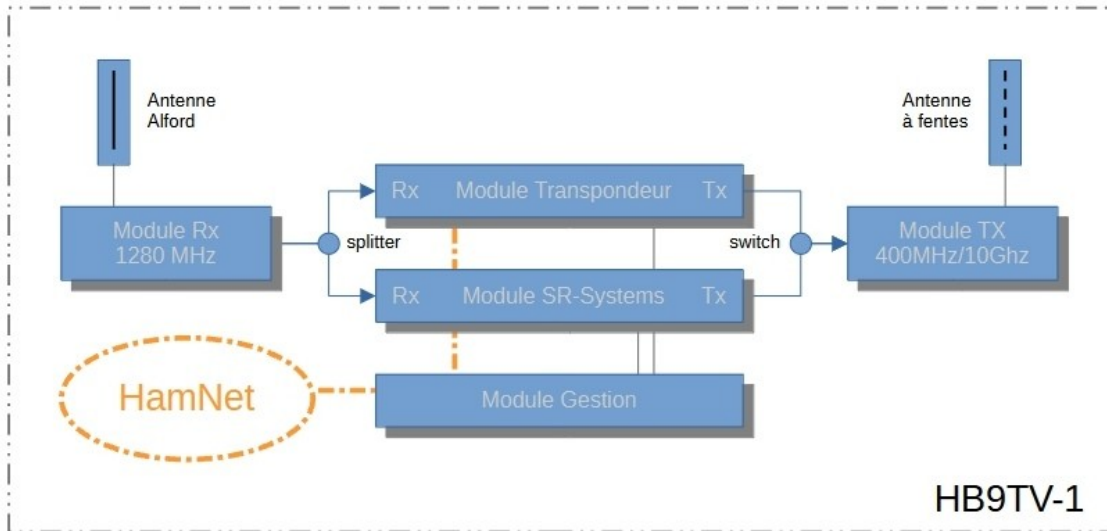 Antenne
Alford
Antenne
à fentes
Rx Module Transpondeur Tx
Module Rx
1280 MHz
splitter
switch
Module TX
400MHz/10Ghz
Rx Module SR-Systems Tx
HamNet
Module Gestion
HB9TV-1